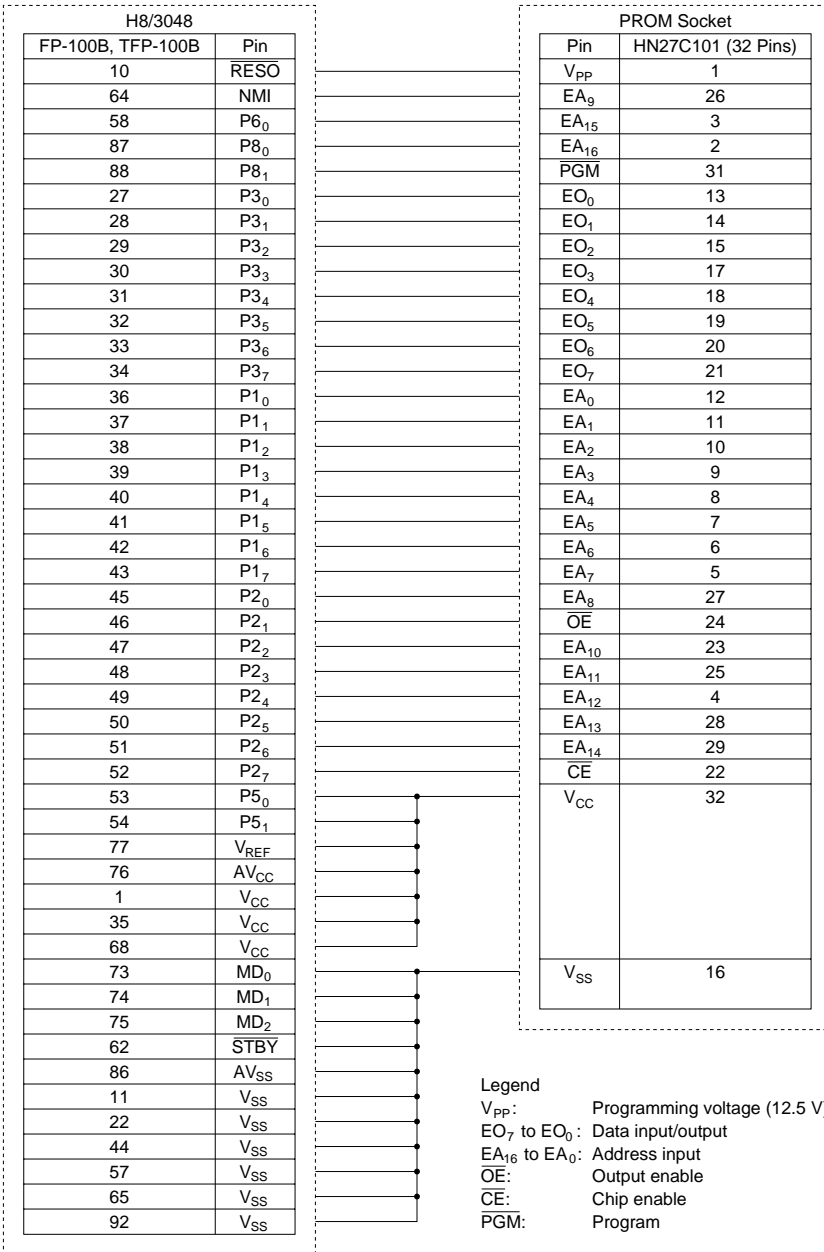 H8/3048
FP-100B, TFP-100B Pin
10 R̅E̅S̅O̅
64 NMI
58 P6₀
87 P8₀
88 P8₁
27 P3₀
28 P3₁
29 P3₂
30 P3₃
31 P3₄
32 P3₅
33 P3₆
34 P3₇
36 P1₀
37 P1₁
38 P1₂
39 P1₃
40 P1₄
41 P1₅
42 P1₆
43 P1₇
45 P2₀
46 P2₁
47 P2₂
48 P2₃
49 P2₄
50 P2₅
51 P2₆
52 P2₇
53 P5₀
54 P5₁
77 V_REF
76 AV_CC
1 V_CC
35 V_CC
68 V_CC
73 MD₀
74 MD₁
75 MD₂
62 S̅T̅B̅Y̅
86 AV_SS
11 V_SS
22 V_SS
44 V_SS
57 V_SS
65 V_SS
92 V_SS
PROM Socket
Pin HN27C101 (32 Pins)
V_PP 1
EA₉ 26
EA₁₅ 3
EA₁₆ 2
P̅G̅M̅ 31
EO₀ 13
EO₁ 14
EO₂ 15
EO₃ 17
EO₄ 18
EO₅ 19
EO₆ 20
EO₇ 21
EA₀ 12
EA₁ 11
EA₂ 10
EA₃ 9
EA₄ 8
EA₅ 7
EA₆ 6
EA₇ 5
EA₈ 27
O̅E̅ 24
EA₁₀ 23
EA₁₁ 25
EA₁₂ 4
EA₁₃ 28
EA₁₄ 29
C̅E̅ 22
V_CC 32
V_SS 16
Legend
V_PP: Programming voltage (12.5 V)
EO₇ to EO₀: Data input/output
EA₁₆ to EA₀: Address input
O̅E̅: Output enable
C̅E̅: Chip enable
P̅G̅M̅: Program